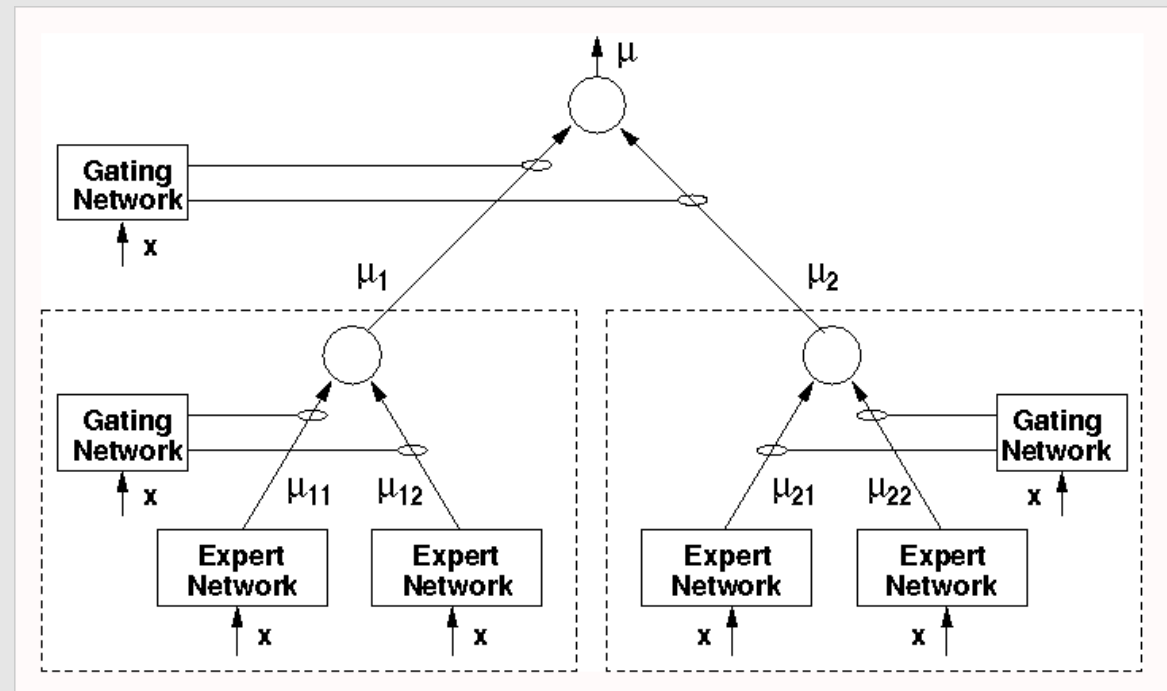 μ
Gating
Network
x
μ₁
μ₂
Gating
Network
x
μ₁₁
μ₁₂
Expert
Network
x
Expert
Network
x
Gating
Network
x
μ₂₁
μ₂₂
Expert
Network
x
Expert
Network
x